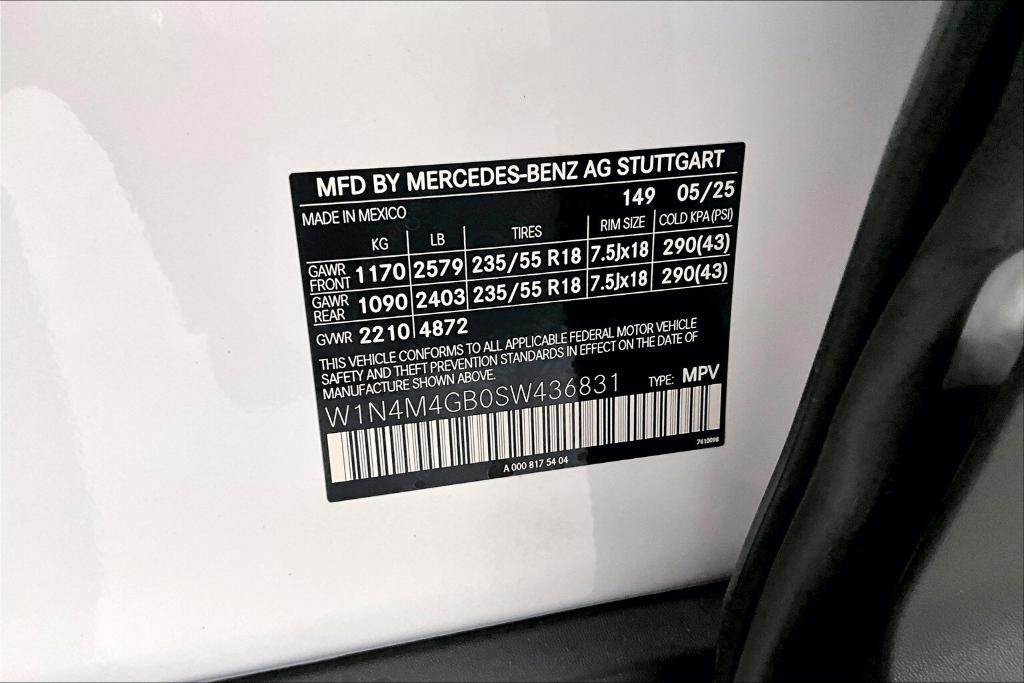 MFD BY MERCEDES-BENZ AG STUTTGART
149 05/25
MADE IN MEXICO
KG LB TIRES RIM SIZE COLD KPA (PSI)
GAWR FRONT 1170 2579 235/55 R18 7.5Jx18 290(43)
GAWR REAR 1090 2403 235/55 R18 7.5Jx18 290(43)
GVWR 2210 4872
THIS VEHICLE CONFORMS TO ALL APPLICABLE FEDERAL MOTOR VEHICLE
SAFETY AND THEFT PREVENTION STANDARDS IN EFFECT ON THE DATE OF
MANUFACTURE SHOWN ABOVE.
W1N4M4GB0SW436831 TYPE: MPV
7610098
A 000 817 54 04